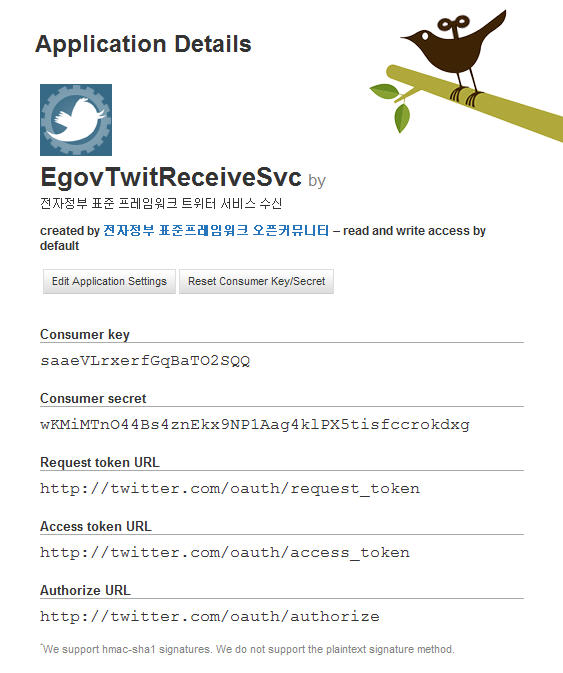 Application Details
EgovTwitReceiveSvc by
전자정부 표준 프레임워크 트위터 서비스 수신
created by 전자정부 표준프레임워크 오픈커뮤니티 – read and write access by
default
Edit Application Settings Reset Consumer Key/Secret
Consumer key
saaeVLrxerfGqBaTO2SQQ
Consumer secret
wKMiMTnO44Bs4znEkx9NP1Aag4klPX5tisfccrokdxg
Request token URL
http://twitter.com/oauth/request_token
Access token URL
http://twitter.com/oauth/access_token
Authorize URL
http://twitter.com/oauth/authorize
*We support hmac-sha1 signatures. We do not support the plaintext signature method.